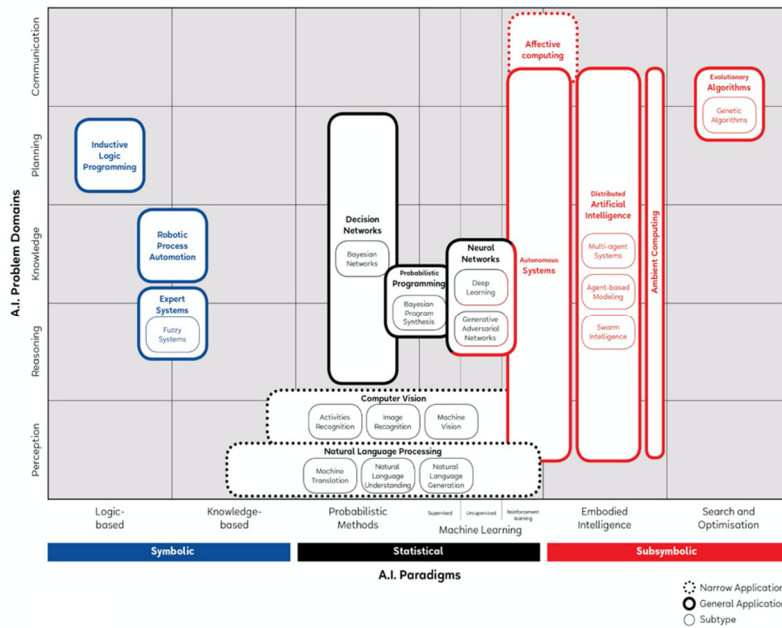 A.I. Problem Domains
Communication
Planning
Knowledge
Reasoning
Perception
Affective
computing
Evolutionary
Algorithms
Genetic
Algorithms
Inductive
Logic
Programming
Decision
Networks
Bayesian
Networks
Robotic
Process
Automation
Expert
Systems
Fuzzy
Systems
Probabilistic
Programming
Bayesian
Program
Synthesis
Neural
Networks
Deep
Learning
Generative
Adversarial
Networks
Autonomous
Systems
Distributed
Artificial
Intelligence
Multi-agent
Systems
Agent-based
Modeling
Swarm
Intelligence
Ambient Computing
Computer Vision
Activities
Recognition
Image
Recognition
Machine
Vision
Natural Language Processing
Machine
Translation
Natural
Language
Understanding
Natural
Language
Generation
Logic-
based
Knowledge-
based
Probabilistic
Methods
Supervised
Unsupervised
Reinforcement
learning
Machine Learning
Embodied
Intelligence
Search and
Optimisation
Symbolic
Statistical
Subsymbolic
A.I. Paradigms
Narrow Application
General Application
Subtype